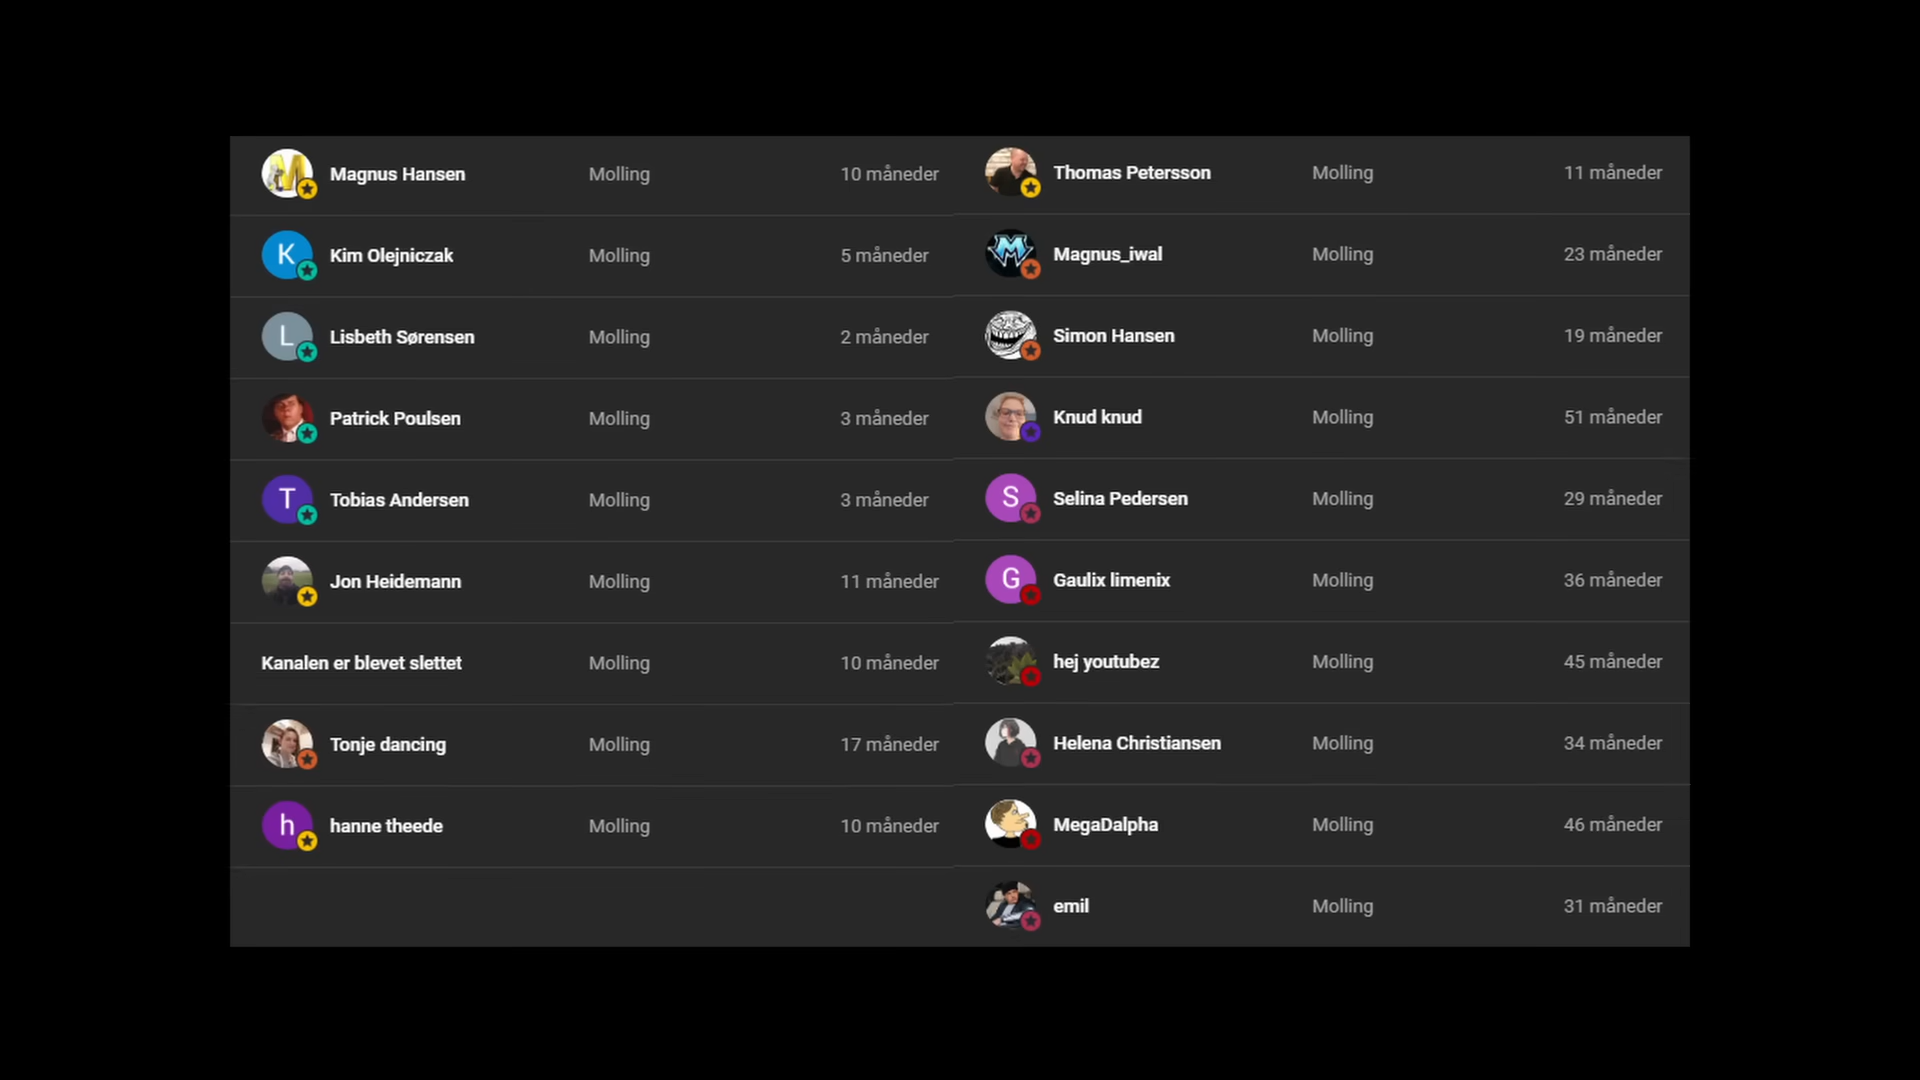 Magnus Hansen Molling 10 måneder
K Kim Olejniczak Molling 5 måneder
L Lisbeth Sørensen Molling 2 måneder
Patrick Poulsen Molling 3 måneder
T Tobias Andersen Molling 3 måneder
Jon Heidemann Molling 11 måneder
Kanalen er blevet slettet Molling 10 måneder
Tonje dancing Molling 17 måneder
h hanne theede Molling 10 måneder
Thomas Petersson Molling 11 måneder
Magnus_iwal Molling 23 måneder
Simon Hansen Molling 19 måneder
Knud knud Molling 51 måneder
S Selina Pedersen Molling 29 måneder
G Gaulix limenix Molling 36 måneder
hej youtubez Molling 45 måneder
Helena Christiansen Molling 34 måneder
MegaDalpha Molling 46 måneder
emil Molling 31 måneder